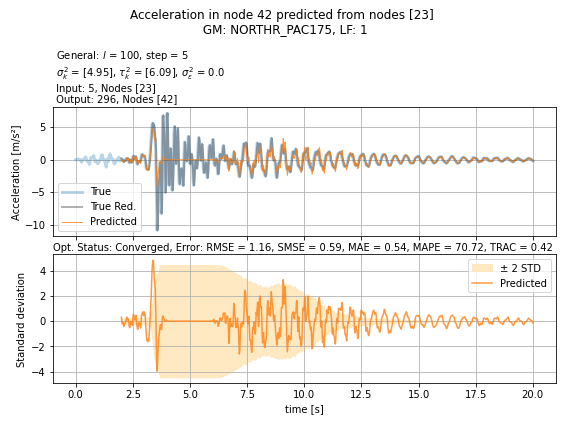 Acceleration in node 42 predicted from nodes [23]
GM: NORTHR_PAC175, LF: 1
General: l = 100, step = 5
σ²ₖ = [4.95], τ²ₖ = [6.09], σ²ε = 0.0
Input: 5, Nodes [23]
Output: 296, Nodes [42]
Acceleration [m/s²]
5
0
−5
−10
True
True Red.
Predicted
Opt. Status: Converged, Error: RMSE = 1.16, SMSE = 0.59, MAE = 0.54, MAPE = 70.72, TRAC = 0.42
Standard deviation
4
2
0
−2
−4
± 2 STD
Predicted
0.0 2.5 5.0 7.5 10.0 12.5 15.0 17.5 20.0
time [s]